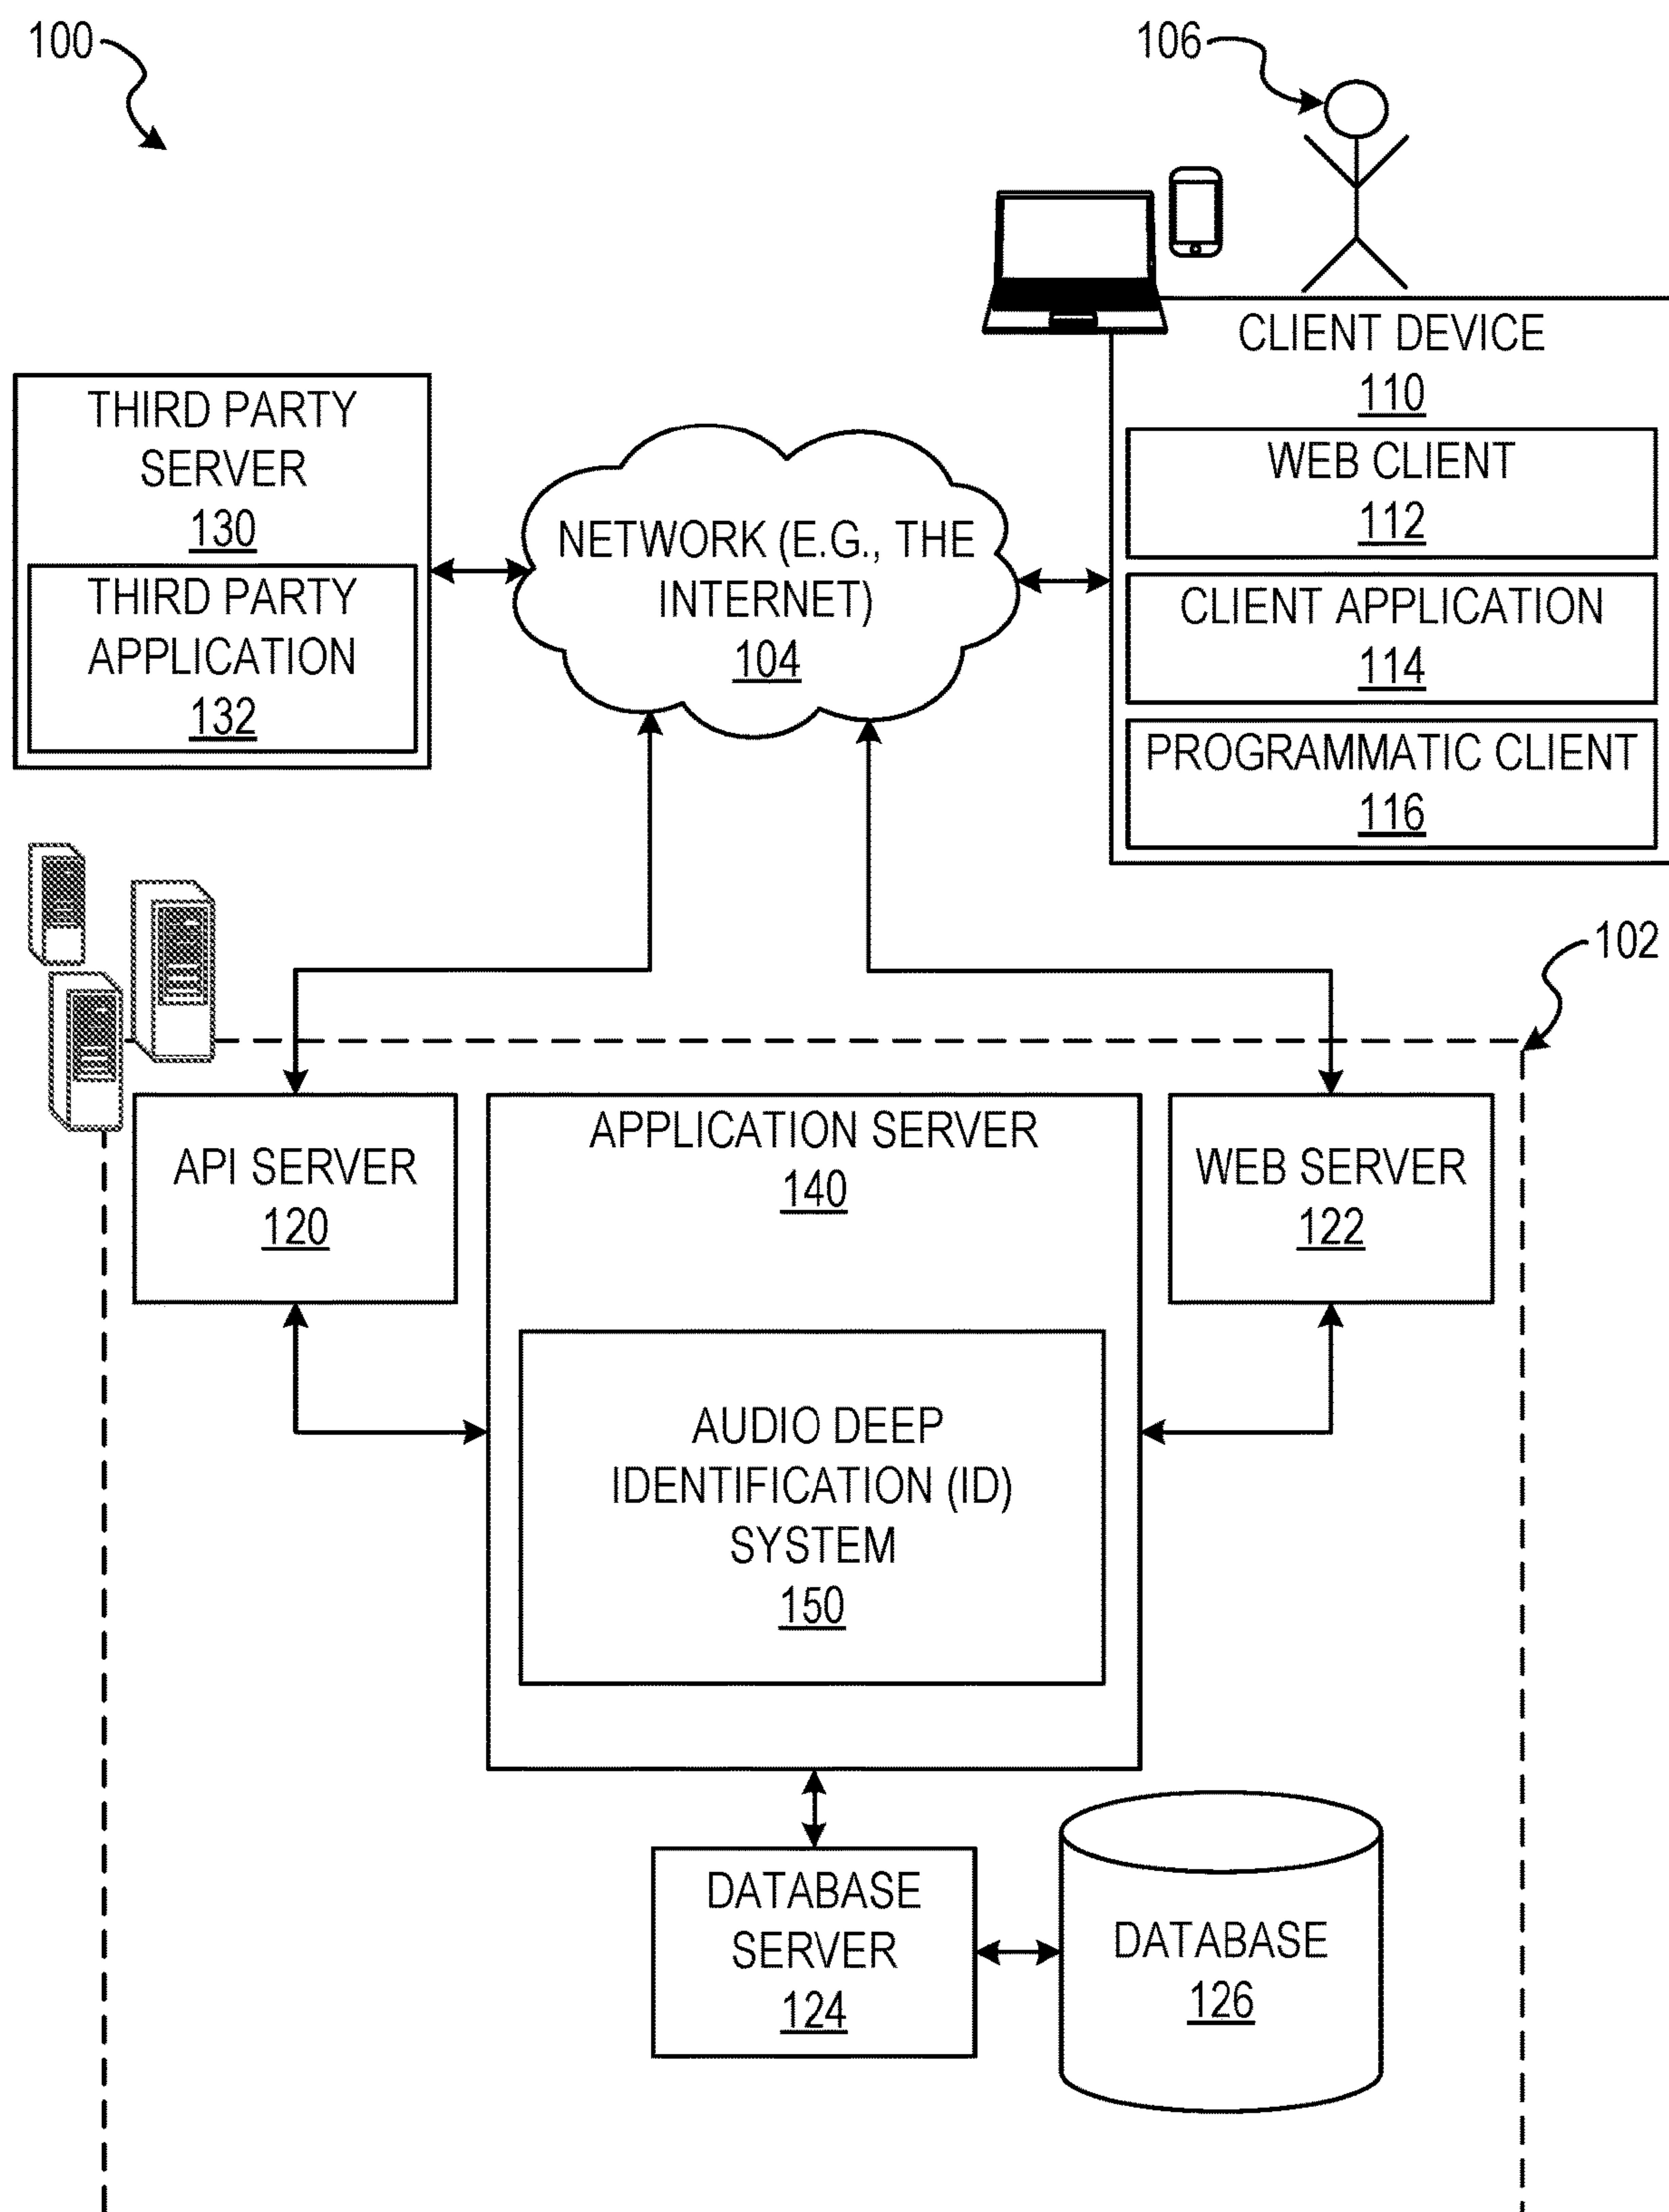 100
106
CLIENT DEVICE
110
WEB CLIENT
112
CLIENT APPLICATION
114
PROGRAMMATIC CLIENT
116
THIRD PARTY
SERVER
130
THIRD PARTY
APPLICATION
132
NETWORK (E.G., THE
INTERNET)
104
102
API SERVER
120
APPLICATION SERVER
140
WEB SERVER
122
AUDIO DEEP
IDENTIFICATION (ID)
SYSTEM
150
DATABASE
SERVER
124
DATABASE
126